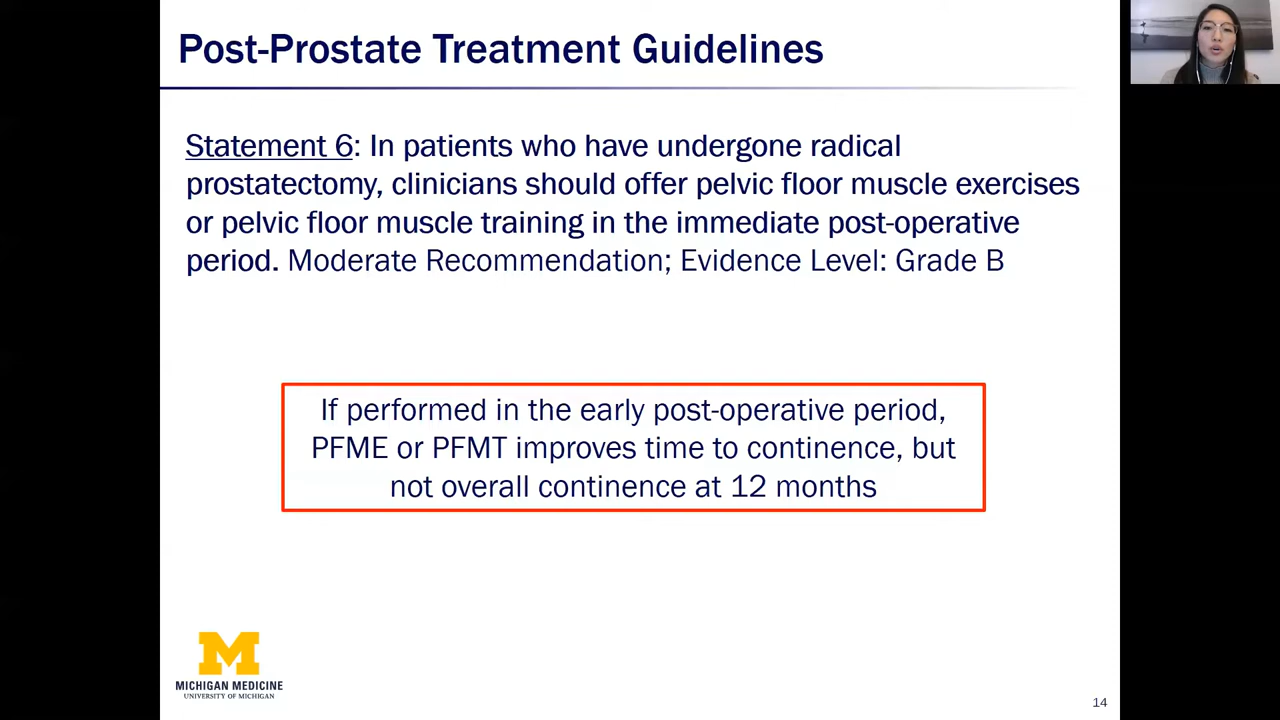 Post-Prostate Treatment Guidelines
Statement 6: In patients who have undergone radical
prostatectomy, clinicians should offer pelvic floor muscle exercises
or pelvic floor muscle training in the immediate post-operative
period. Moderate Recommendation; Evidence Level: Grade B
If performed in the early post-operative period,
PFME or PFMT improves time to continence, but
not overall continence at 12 months
M
MICHIGAN MEDICINE
UNIVERSITY OF MICHIGAN
14